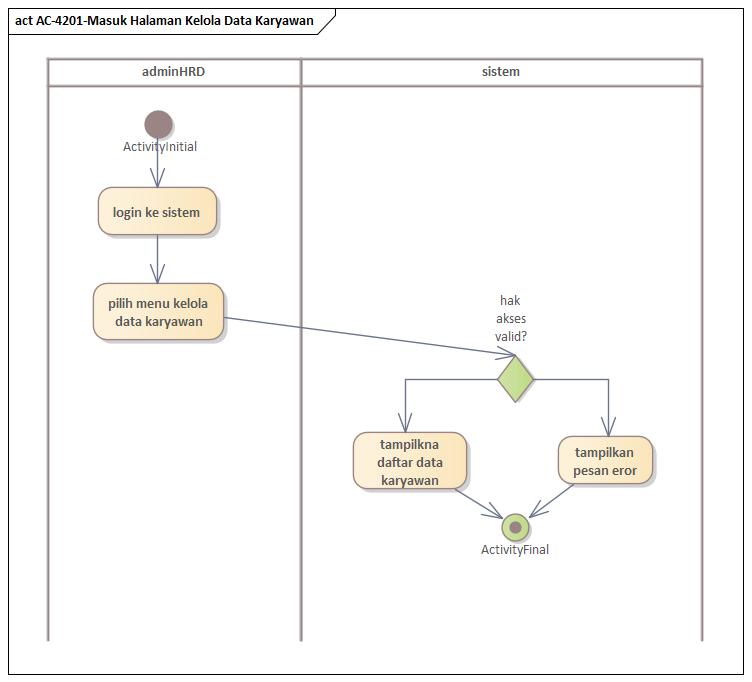 act AC-4201-Masuk Halaman Kelola Data Karyawan
adminHRD
sistem
ActivityInitial
login ke sistem
pilih menu kelola
data karyawan
hak
akses
valid?
tampilkna
daftar data
karyawan
tampilkan
pesan eror
ActivityFinal